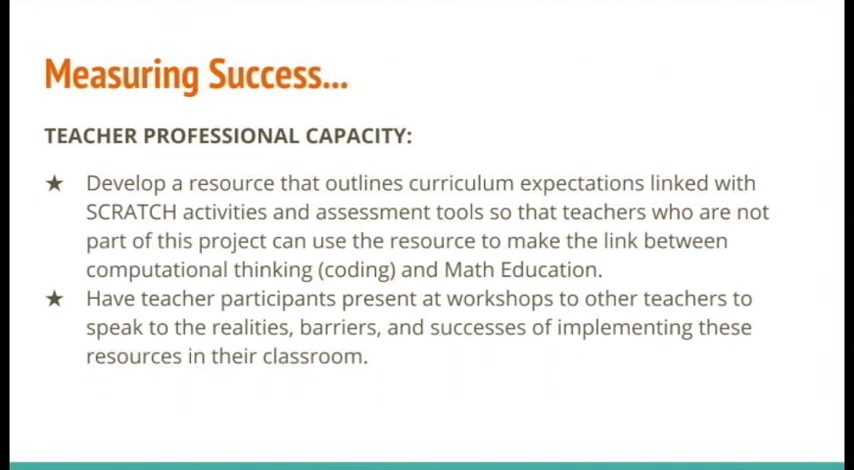 Measuring Success...
TEACHER PROFESSIONAL CAPACITY:
★ Develop a resource that outlines curriculum expectations linked with
SCRATCH activities and assessment tools so that teachers who are not
part of this project can use the resource to make the link between
computational thinking (coding) and Math Education.
★ Have teacher participants present at workshops to other teachers to
speak to the realities, barriers, and successes of implementing these
resources in their classroom.